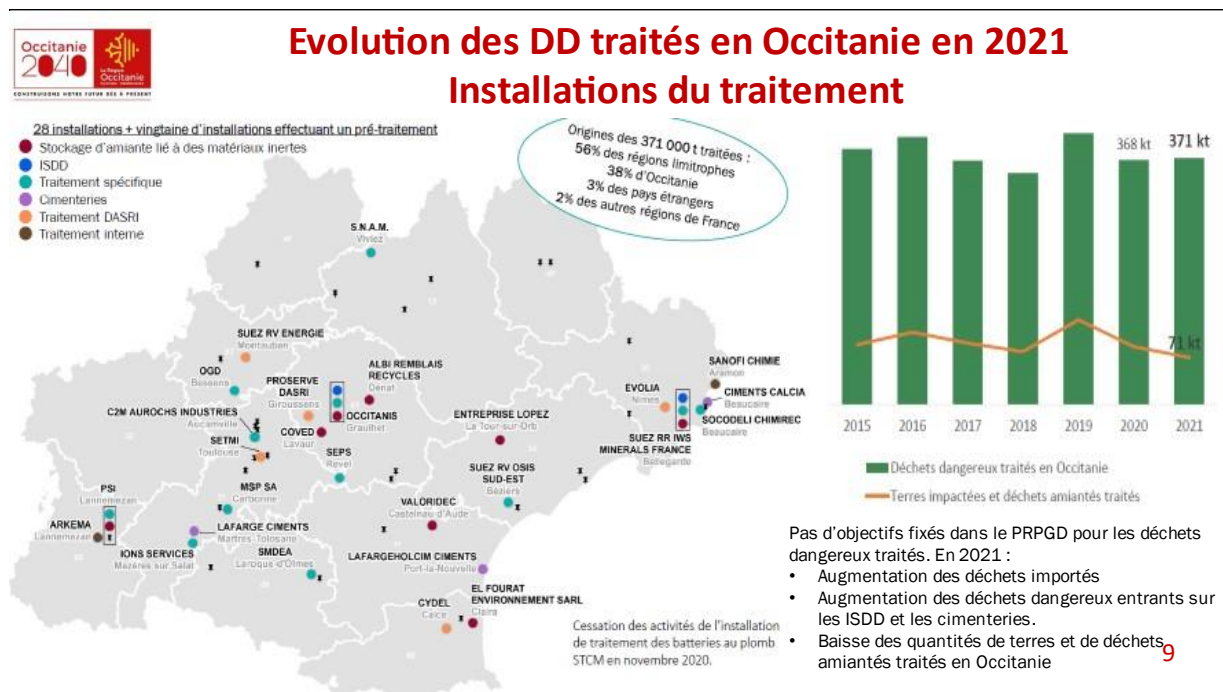 Occitanie
2040
La Région
Occitanie
Pyrénées - Méditerranée
CONSTRUISONS NOTRE FUTUR DÈS À PRÉSENT
Evolution des DD traités en Occitanie en 2021
Installations du traitement
28 installations + vingtaine d'installations effectuant un pré-traitement
Stockage d'amiante lié à des matériaux inertes
ISDD
Traitement spécifique
Cimenteries
Traitement DASRI
Traitement interne
Origines des 371 000 t traitées :
56% des régions limitrophes
38% d'Occitanie
3% des pays étrangers
2% des autres régions de France
S.N.A.M.
Viviez
SUEZ RV ENERGIE
Montauban
OGD
Bessens
PROSERVE
DASRI
Giroussens
ALBI REMBLAIS
RECYCLES
Denat
C2M AUROCHS INDUSTRIES
Aucamville
OCCITANIS
Graulhet
COVED
Lavaur
SETMI
Toulouse
SEPS
Revel
ENTREPRISE LOPEZ
La Tour-sur-Orb
EVOLIA
Nimes
SANOFI CHIMIE
Aramon
CIMENTS CALCIA
Beaucaire
SOCODELI CHIMIREC
Beaucaire
SUEZ RR IWS
MINERALS FRANCE
Bellegarde
SUEZ RV OSIS
SUD-EST
Béziers
MSP SA
Carbonne
PSI
Lannemezan
ARKEMA
Lannemezan
LAFARGE CIMENTS
Martres-Tolosane
IONS SERVICES
Mazères sur Salat
SMDEA
Laroque-d'Olmes
VALORIDEC
Castelnau d'Aude
LAFARGEHOLCIM CIMENTS
Port-la-Nouvelle
CYDEL
Calce
EL FOURAT
ENVIRONNEMENT SARL
Claira
Cessation des activités de l'installation
de traitement des batteries au plomb
STCM en novembre 2020.
368 kt
371 kt
71 kt
2015 2016 2017 2018 2019 2020 2021
Déchets dangereux traités en Occitanie
Terres impactées et déchets amiantés traités
Pas d'objectifs fixés dans le PRPGD pour les déchets
dangereux traités. En 2021 :
• Augmentation des déchets importés
• Augmentation des déchets dangereux entrants sur
les ISDD et les cimenteries.
• Baisse des quantités de terres et de déchets
amiantés traités en Occitanie
9